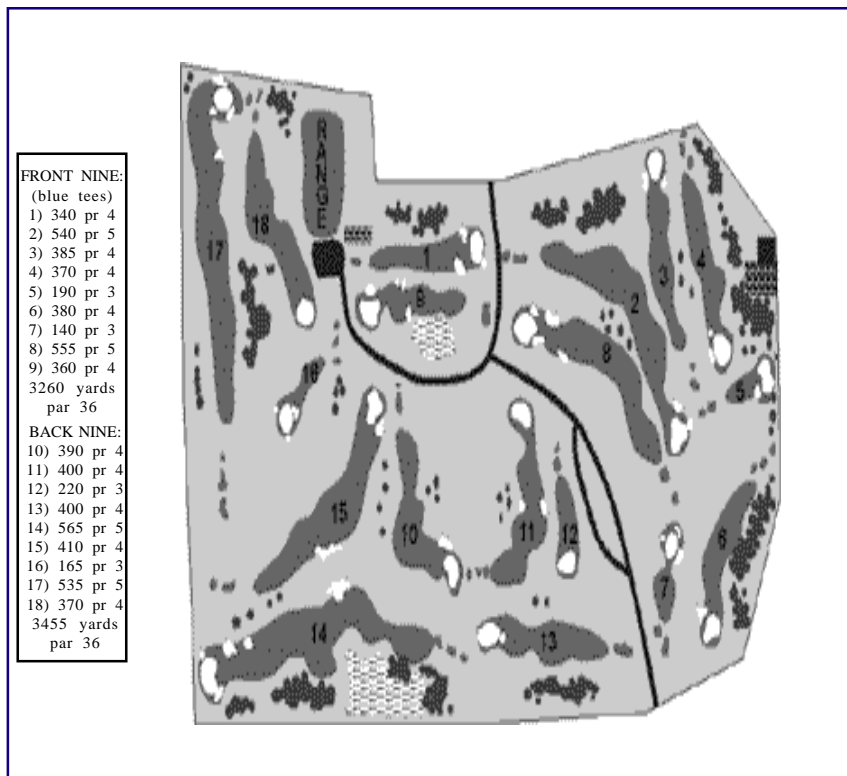 FRONT NINE:
(blue tees)
1) 340 pr 4
2) 540 pr 5
3) 385 pr 4
4) 370 pr 4
5) 190 pr 3
6) 380 pr 4
7) 140 pr 3
8) 555 pr 5
9) 360 pr 4
3260 yards
par 36
BACK NINE:
10) 390 pr 4
11) 400 pr 4
12) 220 pr 3
13) 400 pr 4
14) 565 pr 5
15) 410 pr 4
16) 165 pr 3
17) 535 pr 5
18) 370 pr 4
3455 yards
par 36
RANGE
17
18
1
9
2
3
4
8
5
16
15
10
11
12
6
7
14
13